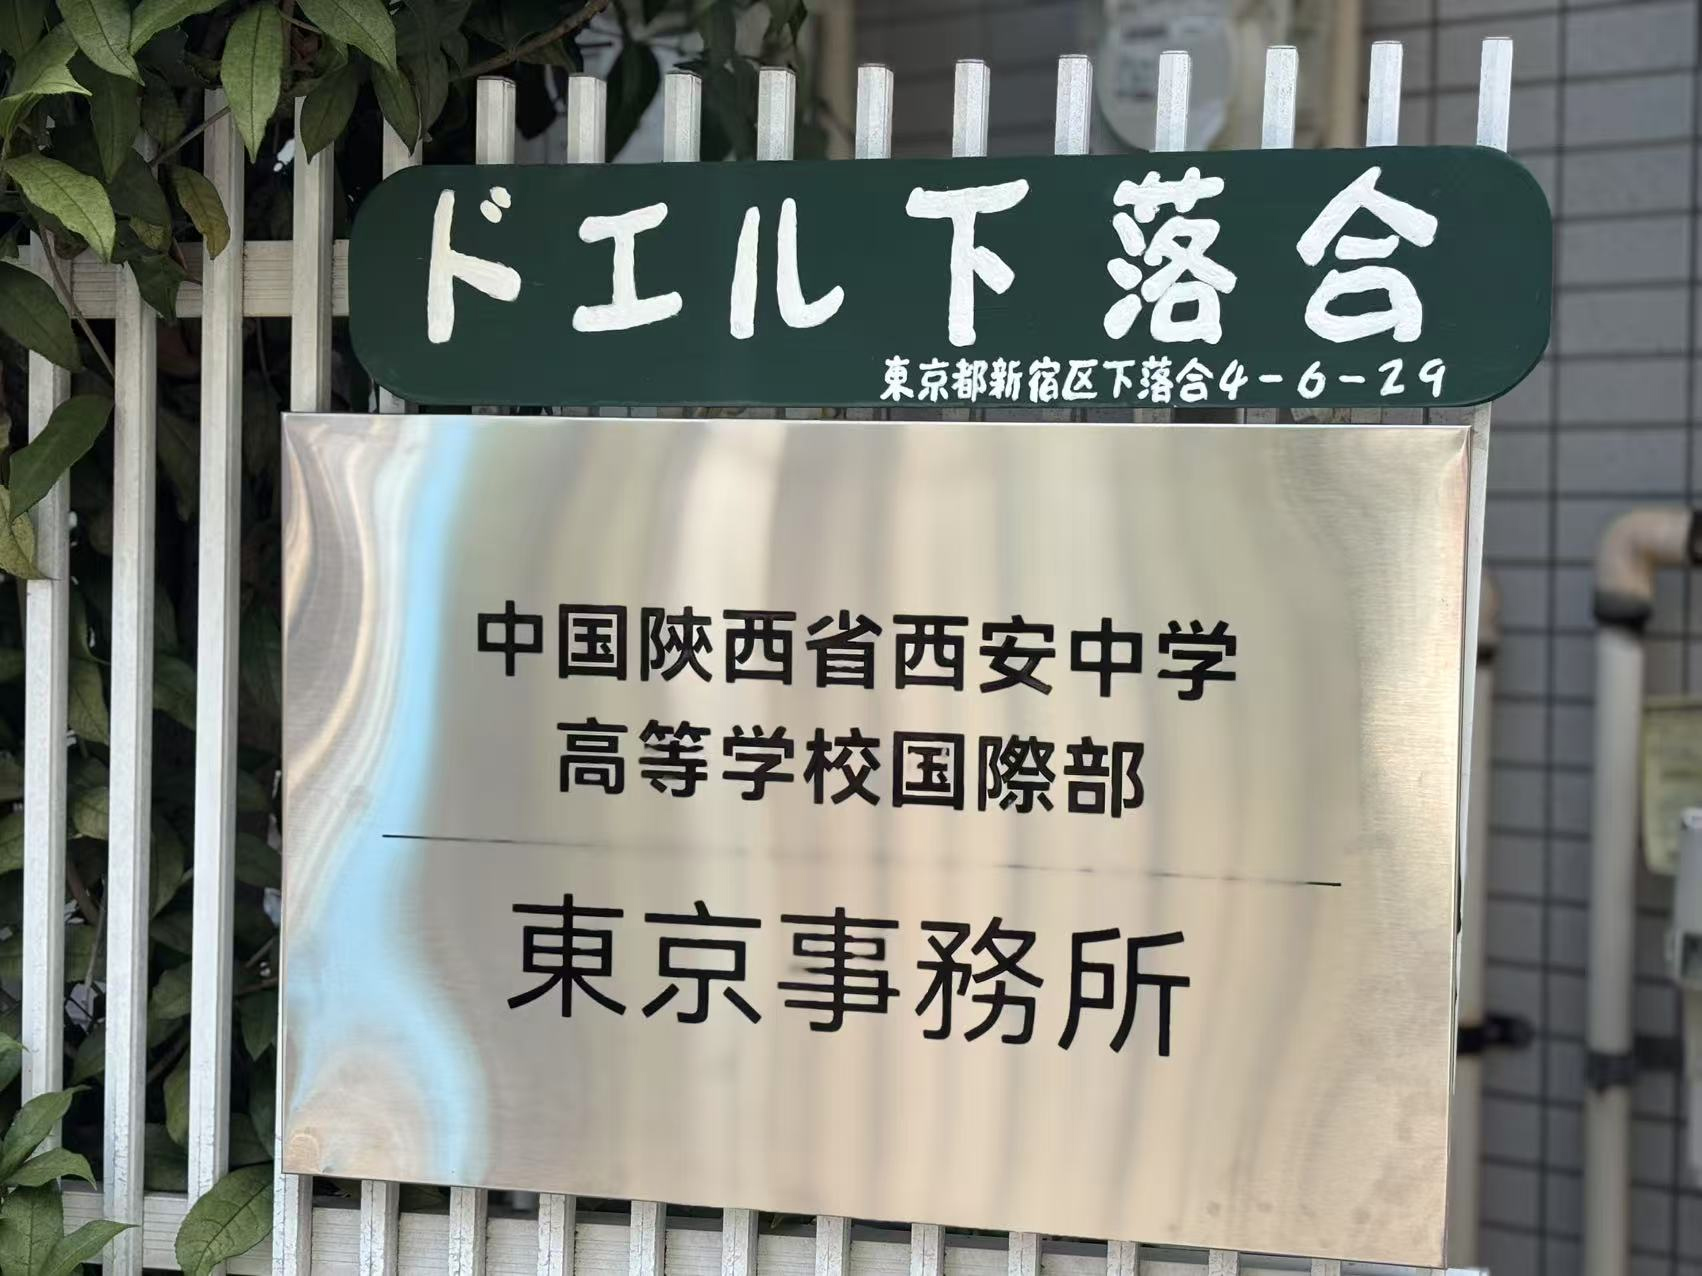 ドエル下落合
東京都新宿区下落合4-6-29
中国陝西省西安中学
高等学校国際部
東京事務所